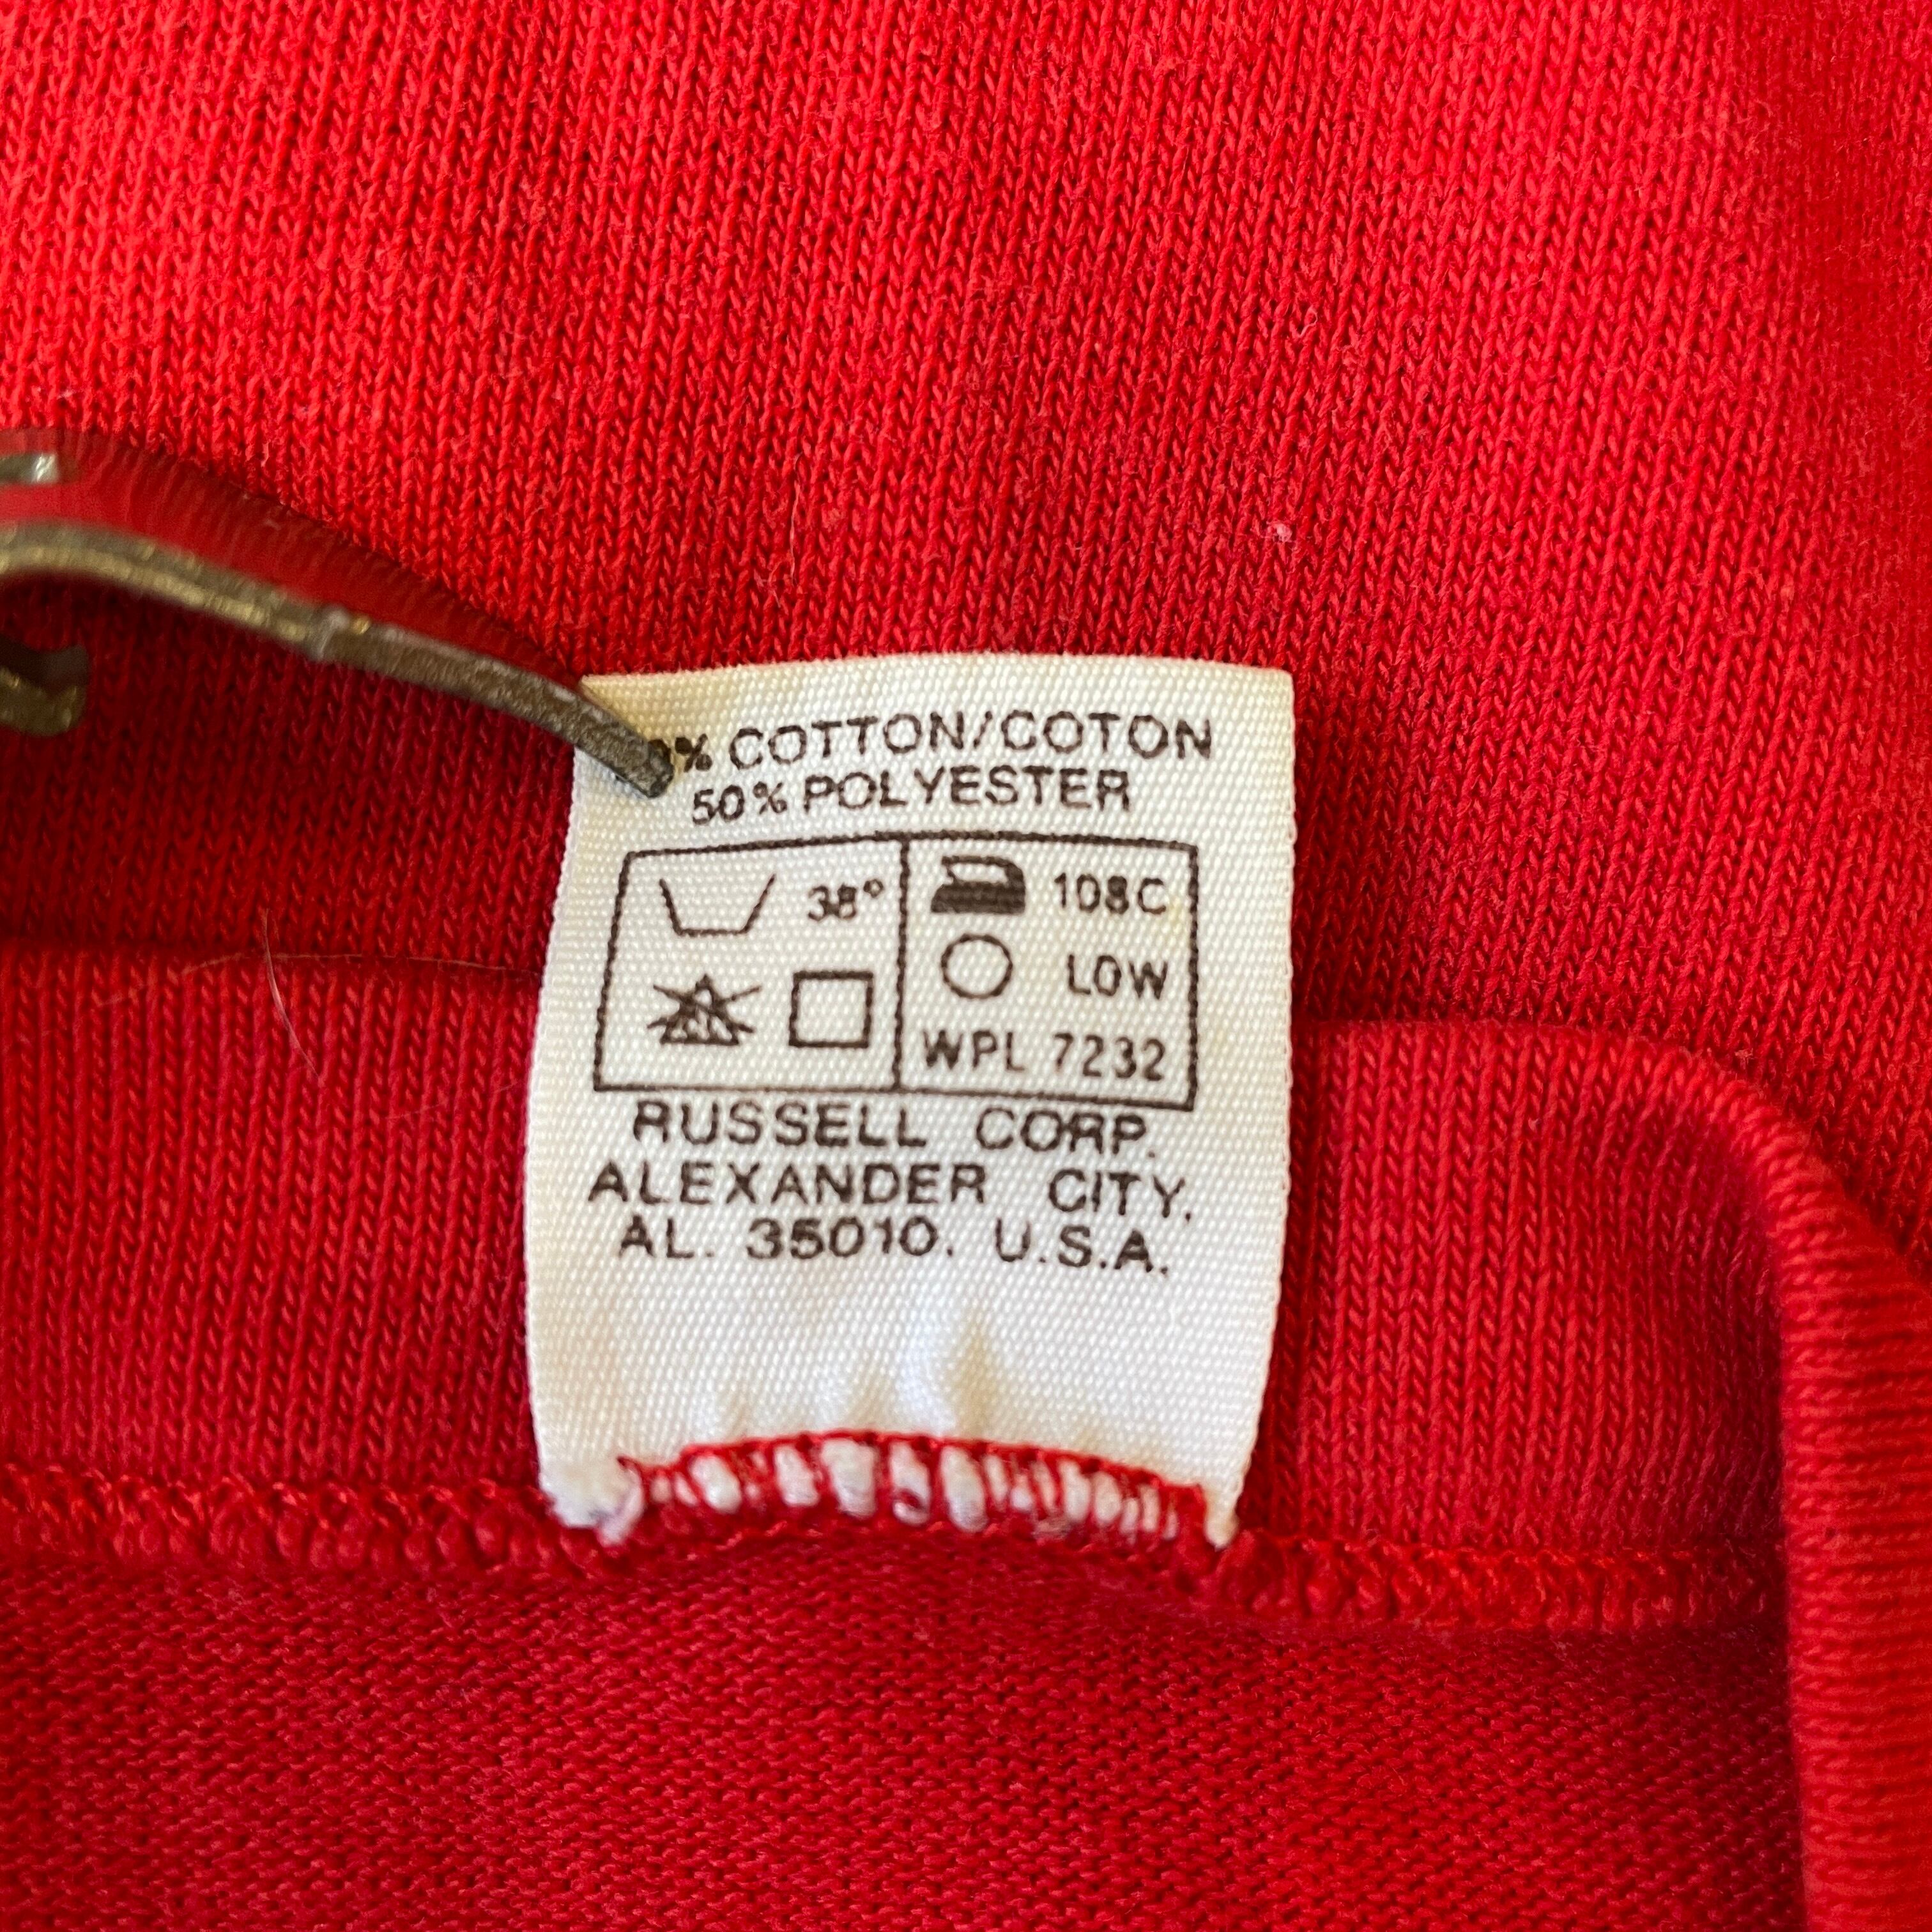 % COTTON/COTON
50% POLYESTER
38° 108C
LOW
WPL 7232
RUSSELL CORP.
ALEXANDER CITY,
AL. 35010. U.S.A.